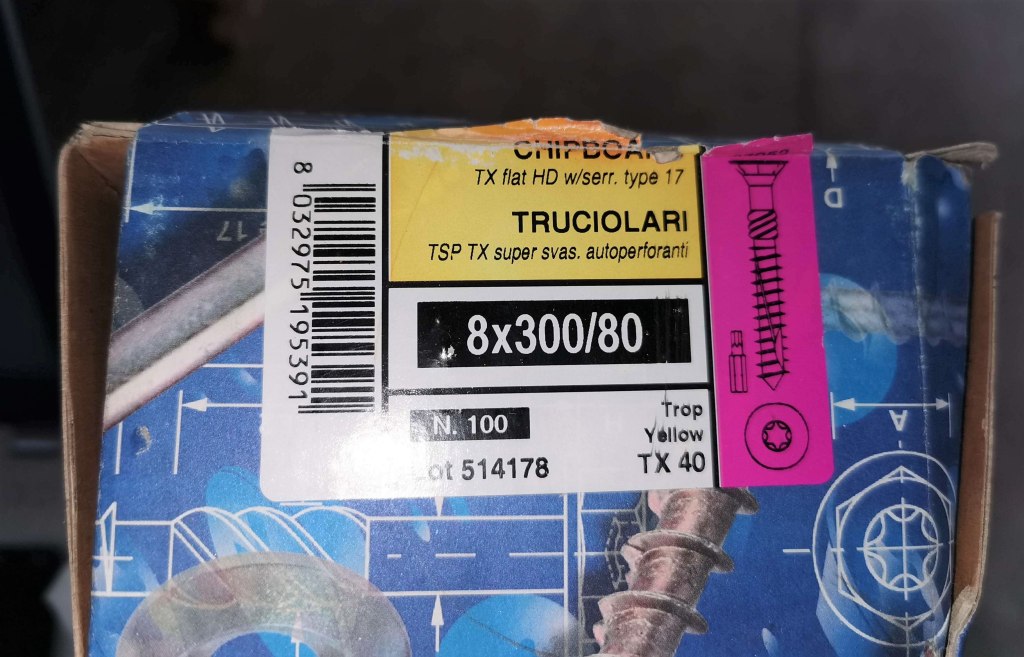 TX flat HD w/serr. type 17
TRUCIOLARI
TSP TX super svas. autoperforanti
8x300/80
N. 100
Trop
Yellow
ot 514178
TX 40
8 032975 195391
17
D
A